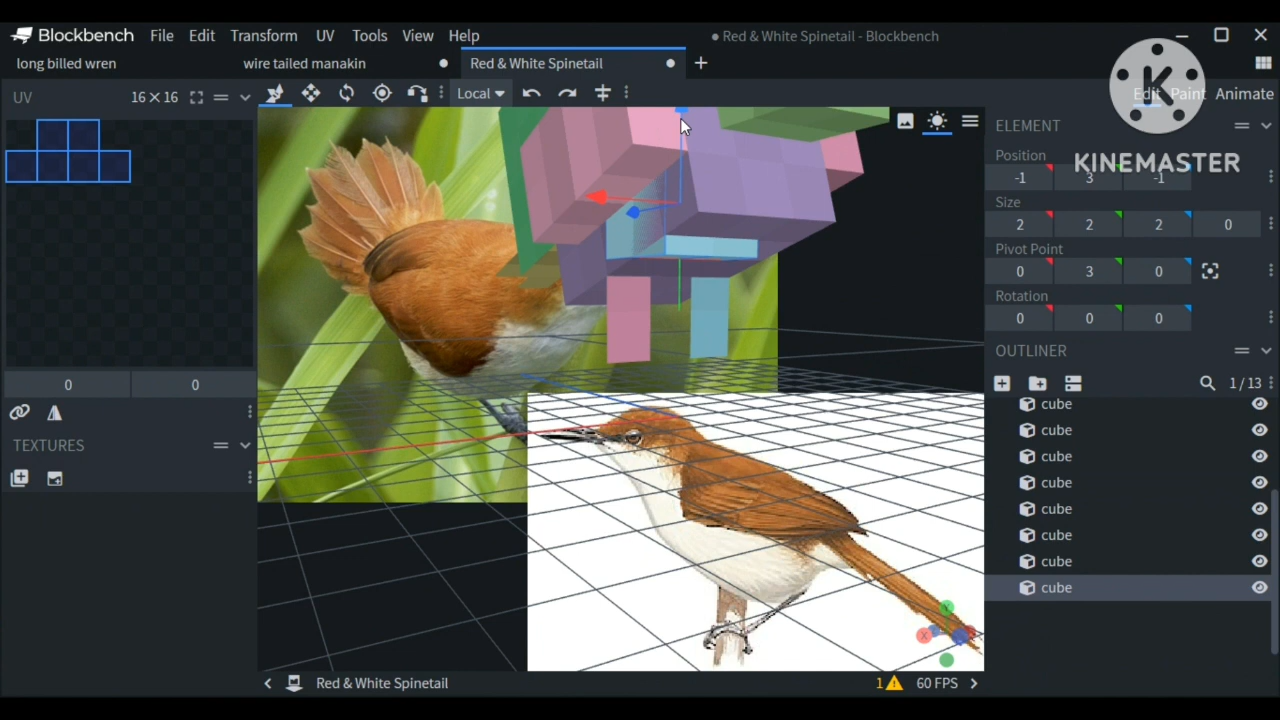 Blockbench File Edit Transform UV Tools View Help Red & White Spinetail - Blockbench
long billed wren wire tailed manakin Red & White Spinetail
UV 16×16 Local Edit Paint Animate
K
KINEMASTER
ELEMENT
Position
-1 3 -1
Size
2 2 2 0
Pivot Point
0 3 0
Rotation
0 0 0
OUTLINER
1 / 13
cube
cube
cube
cube
cube
cube
cube
cube
0 0
TEXTURES
Red & White Spinetail 1 60 FPS